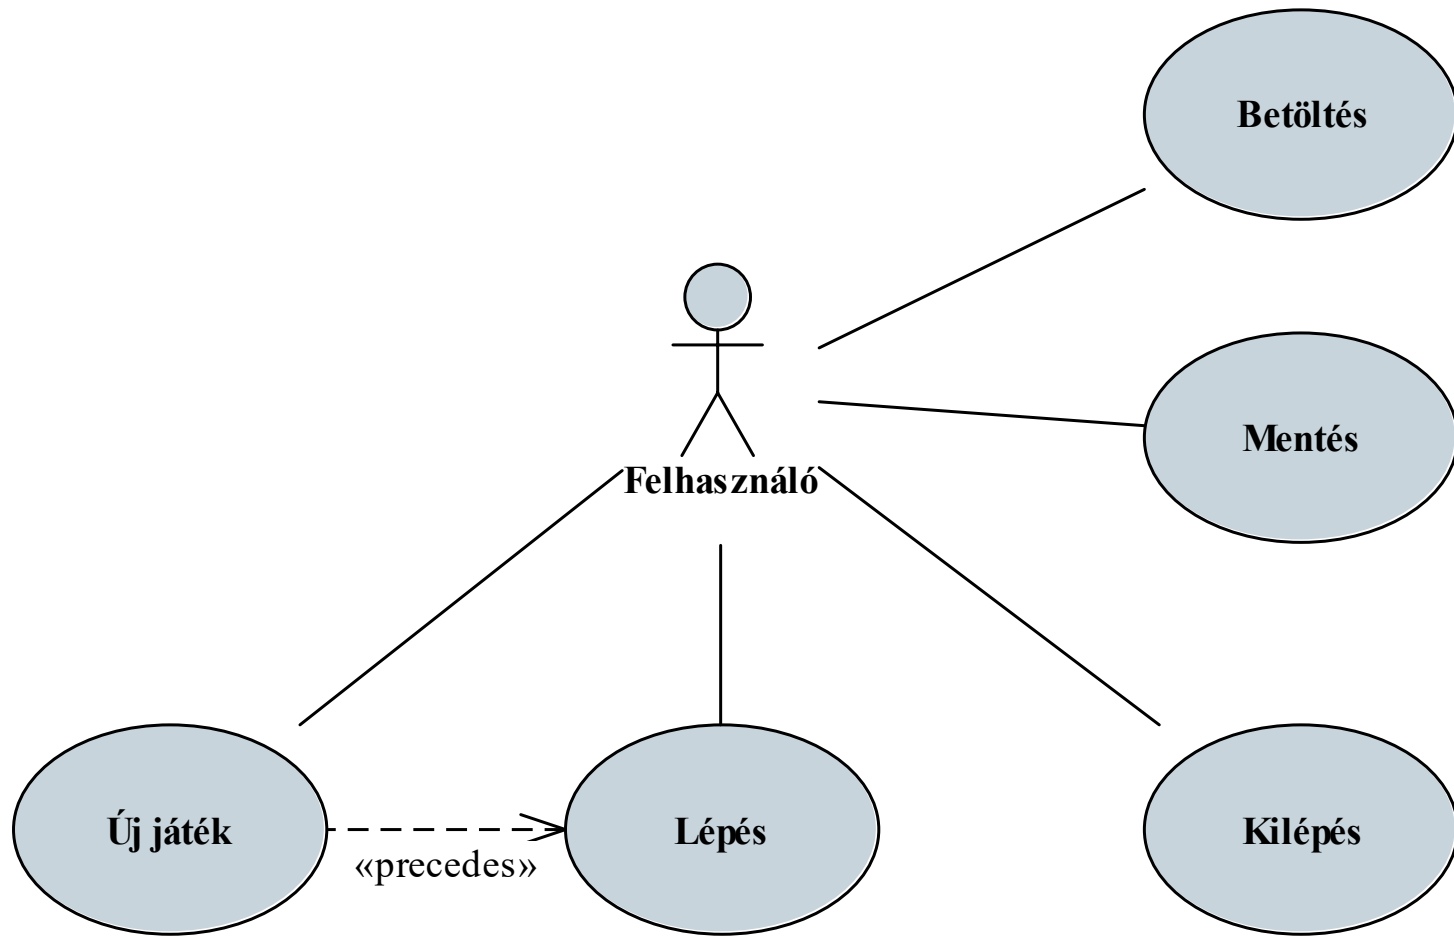 Betöltés
Mentés
Felhasználó
Új játék
«precedes»
Lépés
Kilépés